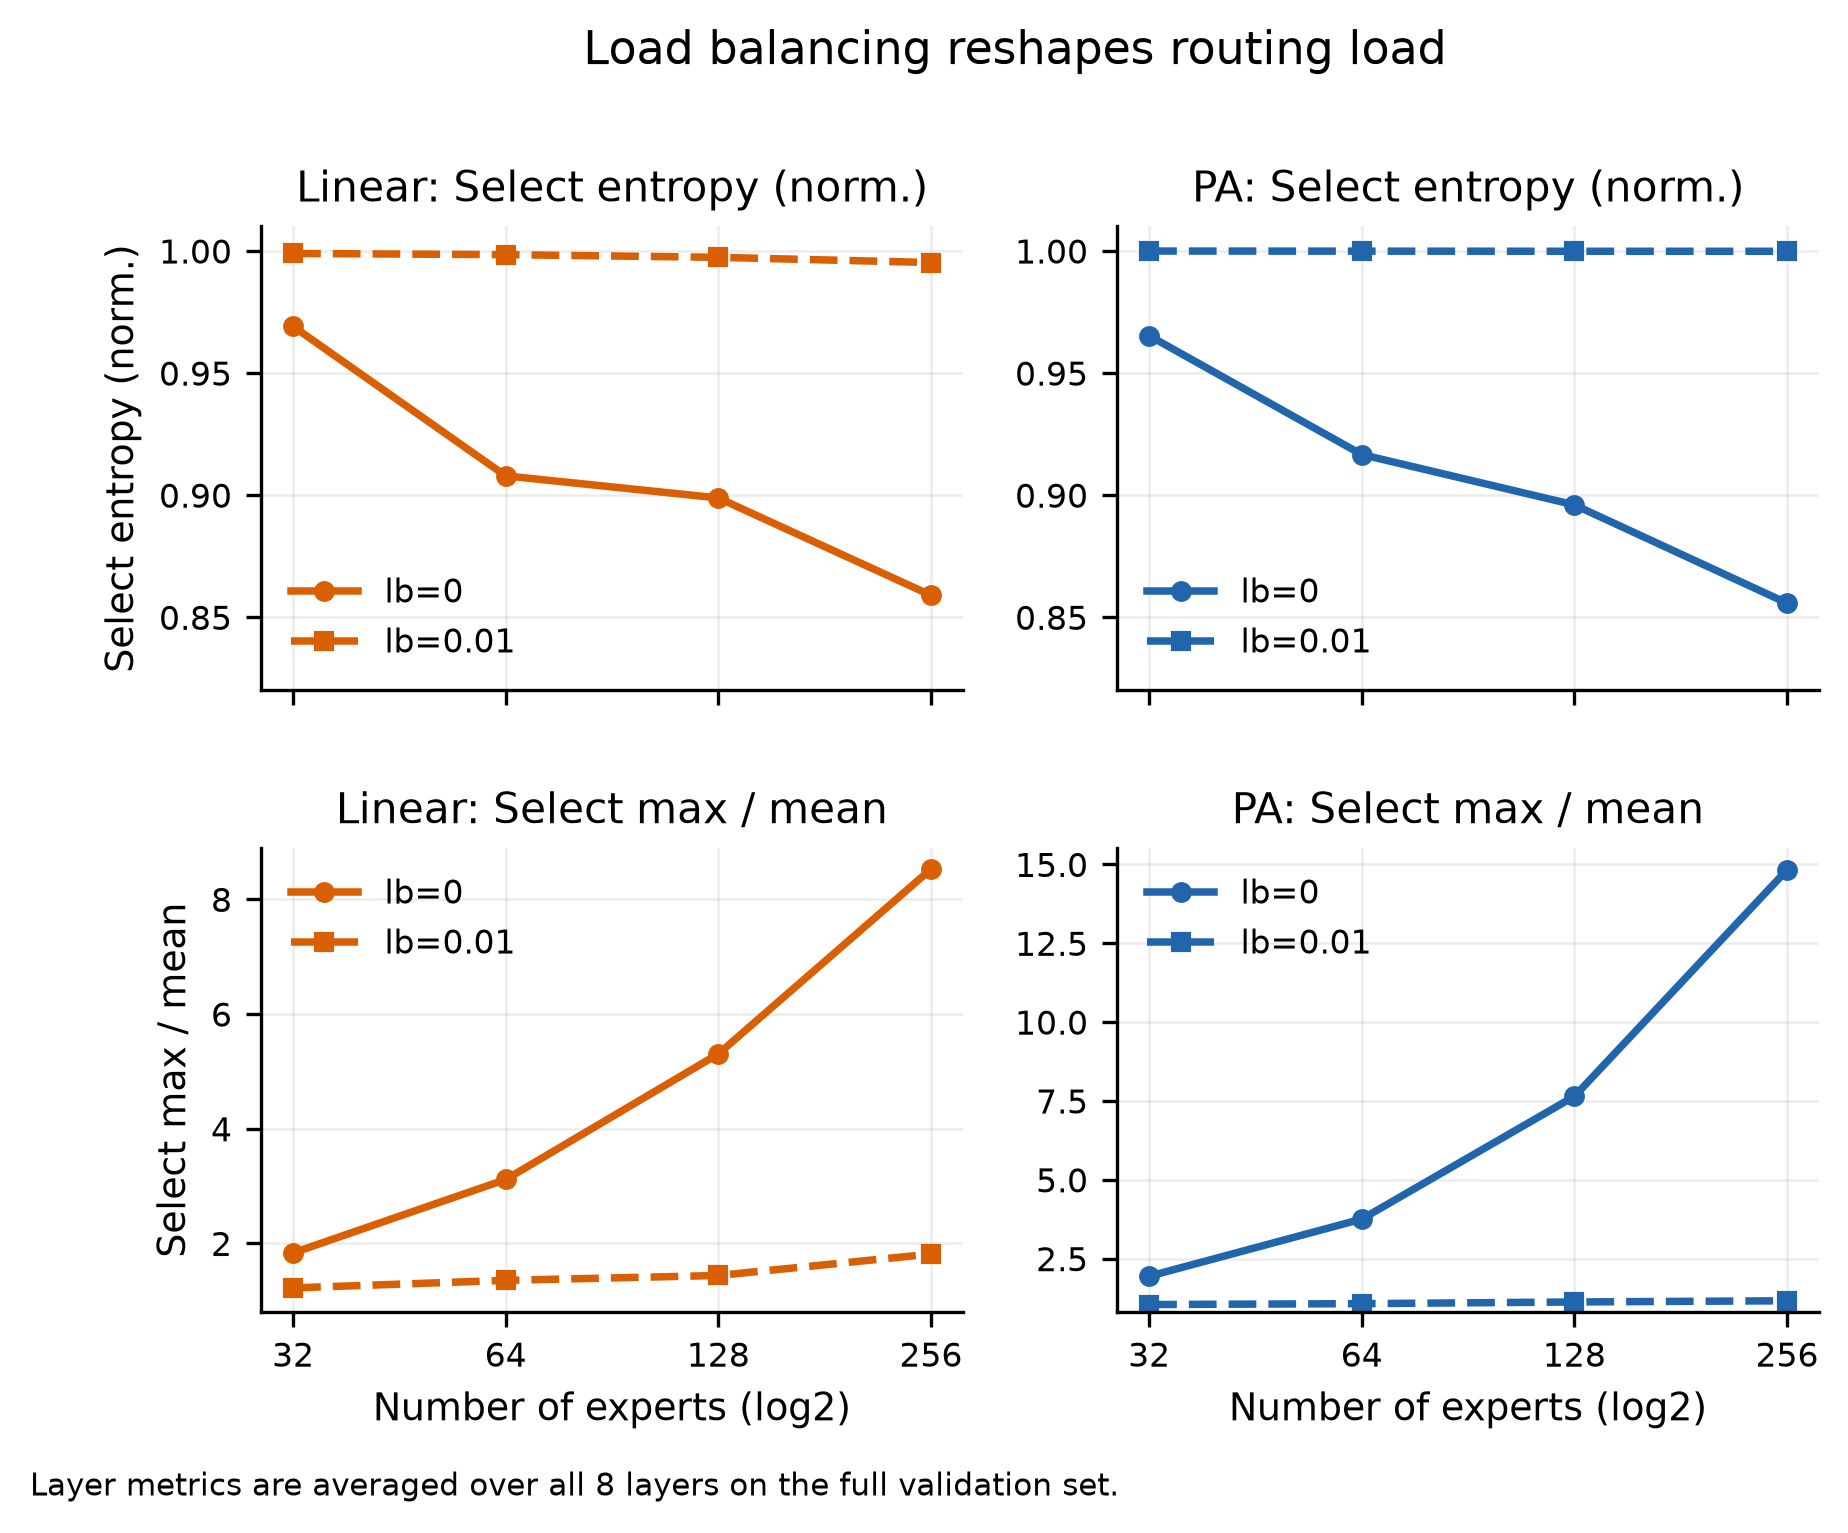 Load balancing reshapes routing load
Linear: Select entropy (norm.)
Select entropy (norm.)
1.00
0.95
0.90
0.85
lb=0
lb=0.01
PA: Select entropy (norm.)
1.00
0.95
0.90
0.85
lb=0
lb=0.01
Linear: Select max / mean
Select max / mean
8
6
4
2
lb=0
lb=0.01
32 64 128 256
Number of experts (log2)
PA: Select max / mean
15.0
12.5
10.0
7.5
5.0
2.5
lb=0
lb=0.01
32 64 128 256
Number of experts (log2)
Layer metrics are averaged over all 8 layers on the full validation set.